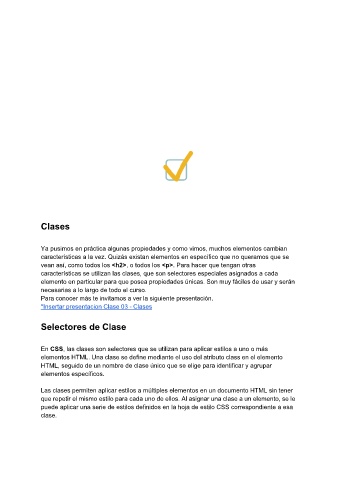 Clases
Ya pusimos en práctica algunas propiedades y como vimos, muchos elementos cambian
características a la vez. Quizás existan elementos en específico que no queramos que se
vean así, como todos los <h2>, o todos los <p>. Para hacer que tengan otras
características se utilizan las clases, que son selectores especiales asignados a cada
elemento en particular para que posea propiedades únicas. Son muy fáciles de usar y serán
necesarias a lo largo de todo el curso.
Para conocer más te invitamos a ver la siguiente presentación.
*Insertar presentacion Clase 03 - Clases
Selectores de Clase
En CSS, las clases son selectores que se utilizan para aplicar estilos a uno o más
elementos HTML. Una clase se define mediante el uso del atributo class en el elemento
HTML, seguido de un nombre de clase único que se elige para identificar y agrupar
elementos específicos.
Las clases permiten aplicar estilos a múltiples elementos en un documento HTML sin tener
que repetir el mismo estilo para cada uno de ellos. Al asignar una clase a un elemento, se le
puede aplicar una serie de estilos definidos en la hoja de estilo CSS correspondiente a esa
clase.